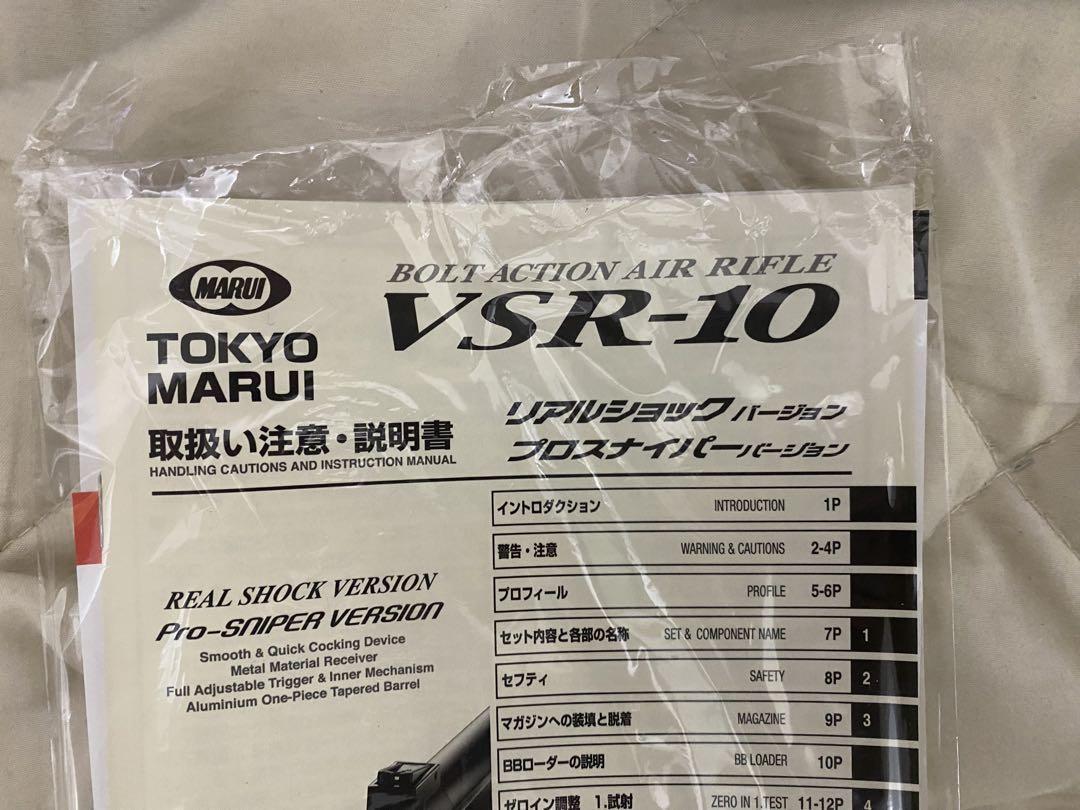 MARUI
TOKYO
MARUI
BOLT ACTION AIR RIFLE
VSR-10
取扱い注意・説明書
HANDLING CAUTIONS AND INSTRUCTION MANUAL
リアルショックバージョン
プロスナイパーバージョン
REAL SHOCK VERSION
Pro-SNIPER VERSION
Smooth & Quick Cocking Device
Metal Material Receiver
Full Adjustable Trigger & Inner Mechanism
Aluminium One-Piece Tapered Barrel
イントロダクション INTRODUCTION 1P
警告・注意 WARNING & CAUTIONS 2-4P
プロフィール PROFILE 5-6P
セット内容と各部の名称 SET & COMPONENT NAME 7P 1
セフティ SAFETY 8P 2
マガジンへの装填と脱着 MAGAZINE 9P 3
BBローダーの説明 BB LOADER 10P
ゼロイン調整 1.試射 ZERO IN 1.TEST 11-12P 4